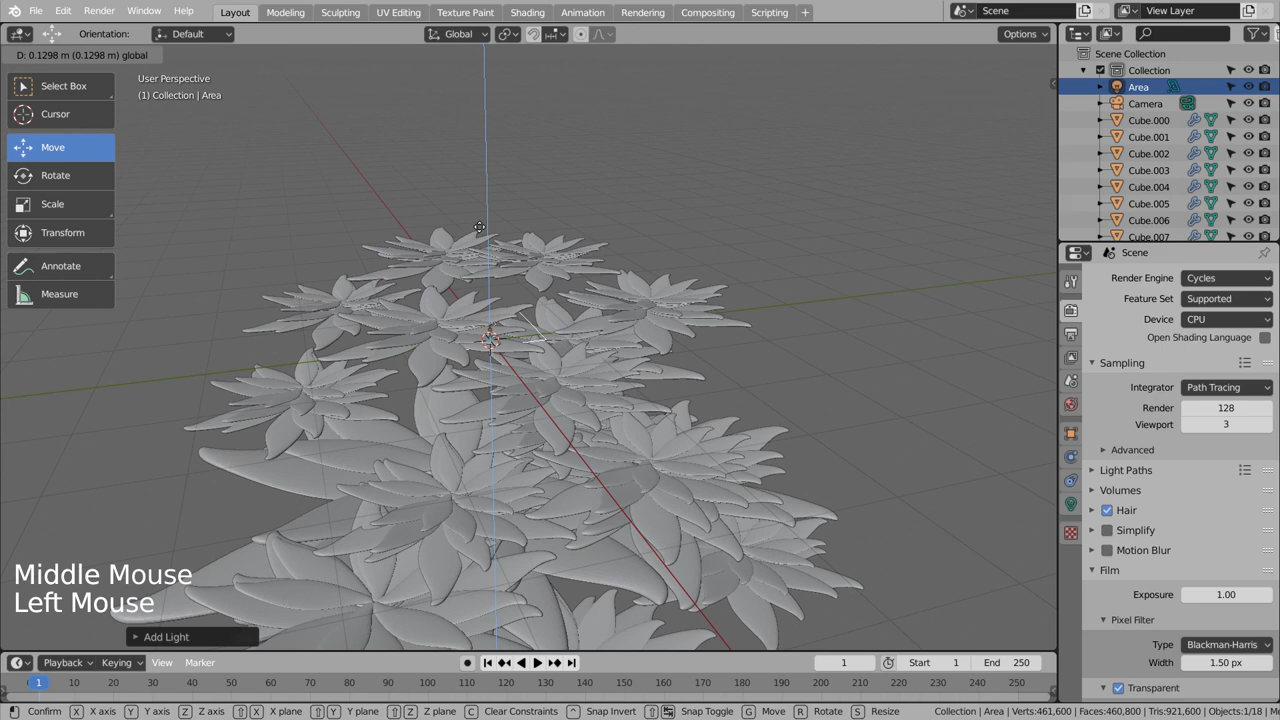 File Edit Render Window Help Layout Modeling Sculpting UV Editing Texture Paint Shading Animation Rendering Compositing Scripting + Scene View Layer
Orientation: Default Global Options
D: 0.1298 m (0.1298 m) global
User Perspective
(1) Collection | Area
Select Box
Cursor
Move
Rotate
Scale
Transform
Annotate
Measure
Middle Mouse
Left Mouse
Add Light
Scene Collection
Collection
Area
Camera
Cube.000
Cube.001
Cube.002
Cube.003
Cube.004
Cube.005
Cube.006
Cube.007
Scene
Render Engine Cycles
Feature Set Supported
Device CPU
Open Shading Language
Sampling
Integrator Path Tracing
Render 128
Viewport 3
Advanced
Light Paths
Volumes
Hair
Simplify
Motion Blur
Film
Exposure 1.00
Pixel Filter
Type Blackman-Harris
Width 1.50 px
Transparent
Playback Keying View Marker 1 Start 1 End 250
1 10 20 30 40 50 60 70 80 90 100 110 120 130 140 150 160 170 180 190 200 210 220 230 240 250
Confirm X X axis Y Y axis Z Z axis X X plane Y Y plane Z Z plane C Clear Constraints Snap Invert Snap Toggle G Move R Rotate S Resize Collection | Area | Verts:461,600 | Faces:460,800 | Tris:921,600 | Objects:1/18 | M